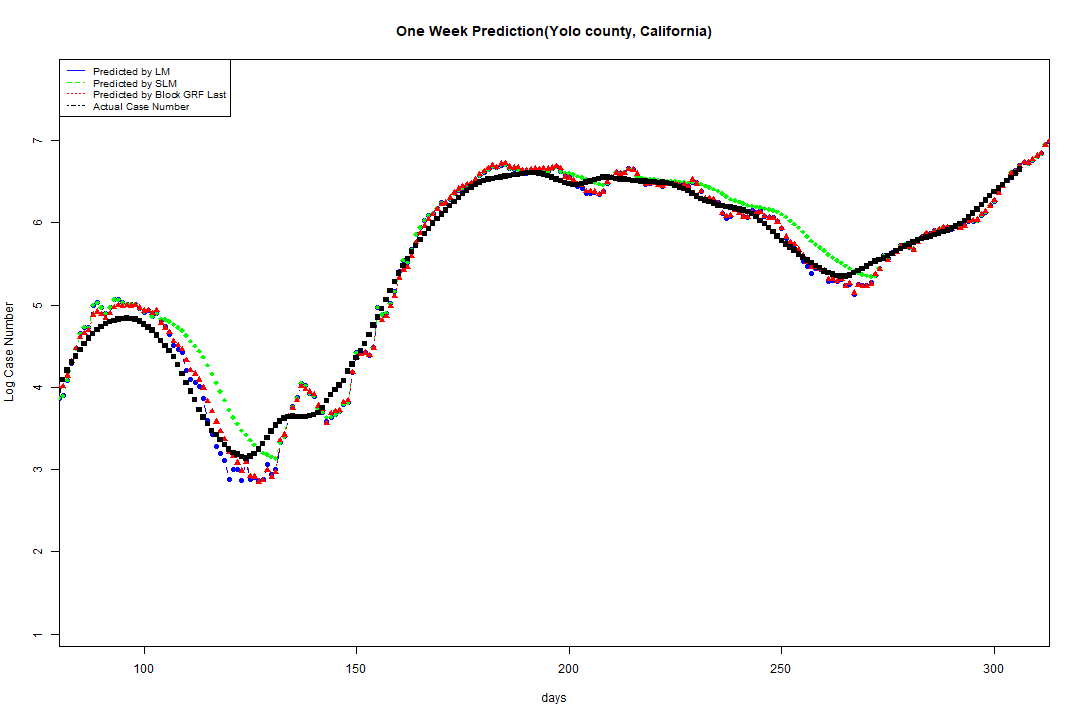 One Week Prediction(Yolo county, California)
Predicted by LM
Predicted by SLM
Predicted by Block GRF Last
Actual Case Number
7
6
5
4
3
2
1
Log Case Number
100 150 200 250 300
days